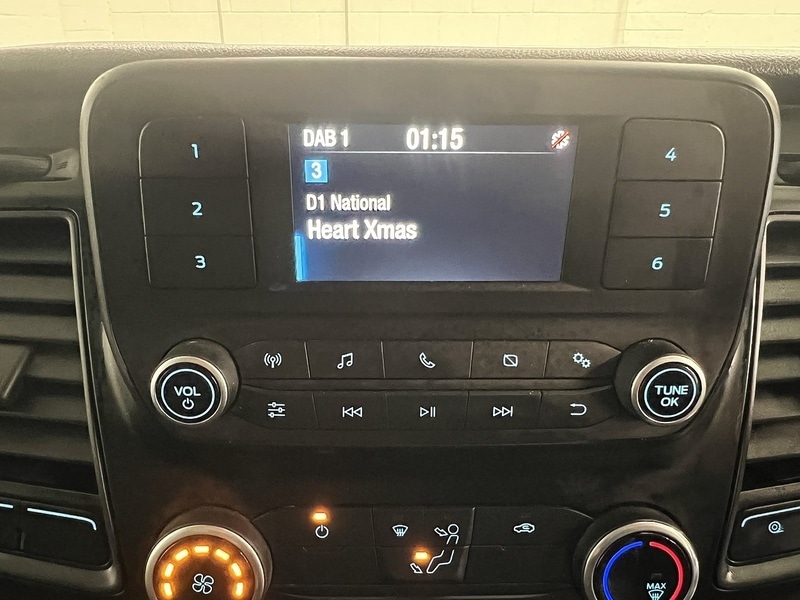 DAB 1 01:15
3
D1 National
Heart Xmas
1
2
3
4
5
6
VOL
TUNE
OK
MAX